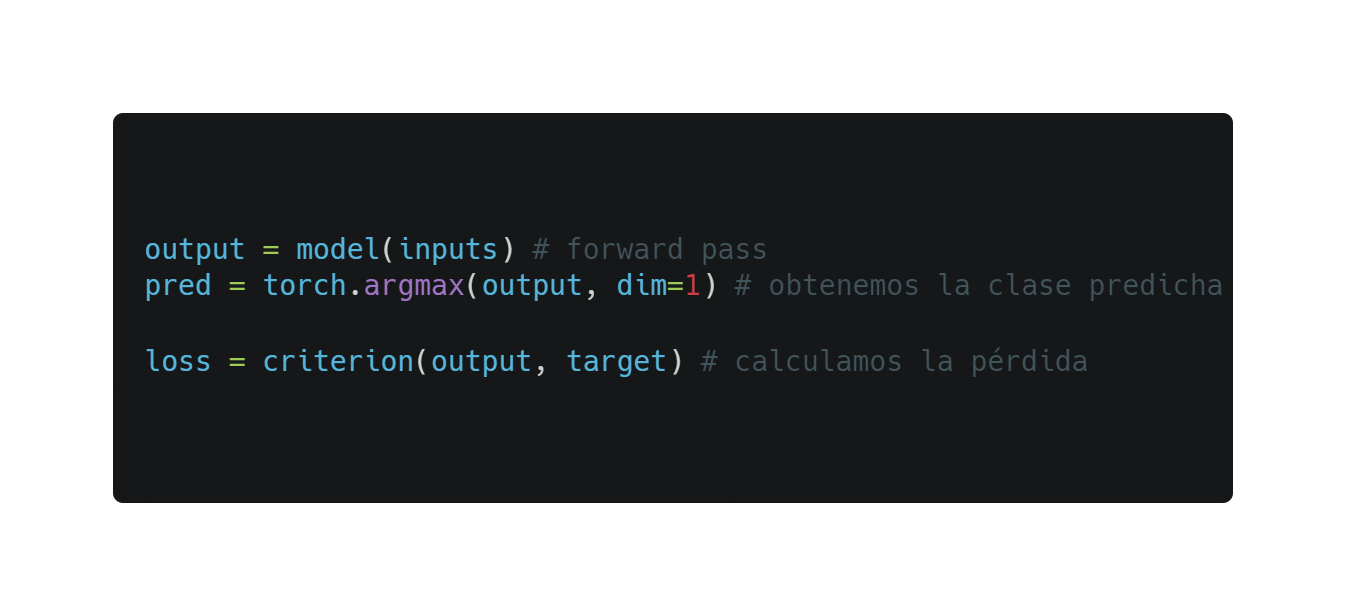 output = model(inputs) # forward pass
pred = torch.argmax(output, dim=1) # obtenemos la clase predicha
loss = criterion(output, target) # calculamos la pérdida